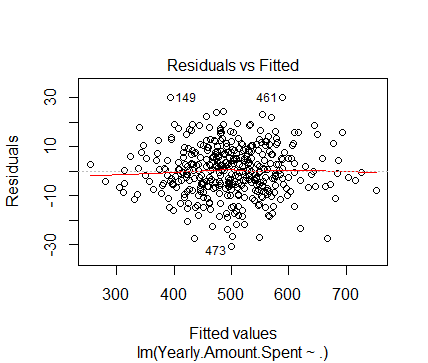 Residuals vs Fitted
30
10
-10
-30
Residuals
149
461
473
300 400 500 600 700
Fitted values
lm(Yearly.Amount.Spent ~ .)